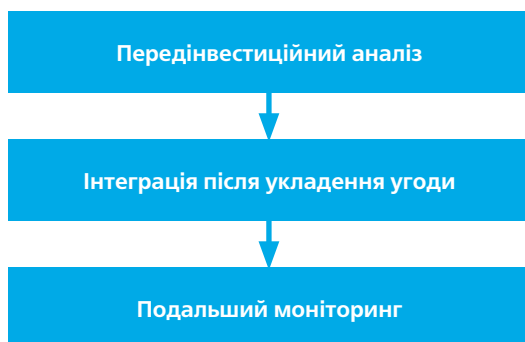 Передінвестиційний аналіз
Інтеграція після укладення угоди
Подальший моніторинг